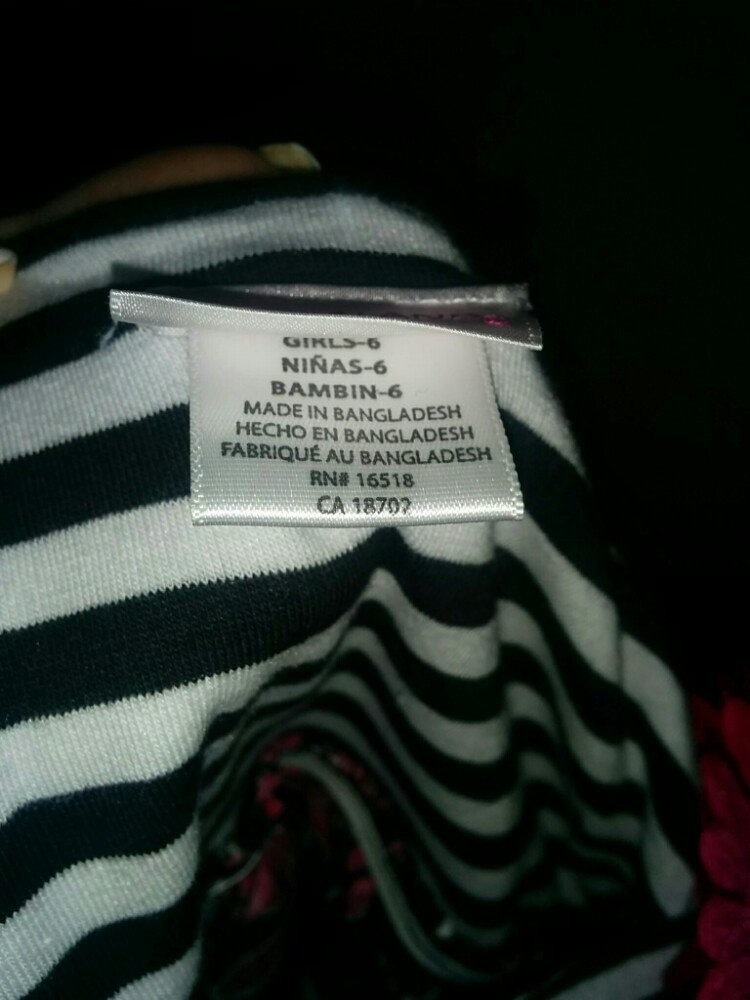 GIRLS-6
NIÑAS-6
BAMBIN-6
MADE IN BANGLADESH
HECHO EN BANGLADESH
FABRIQUÉ AU BANGLADESH
RN# 16518
CA 18702